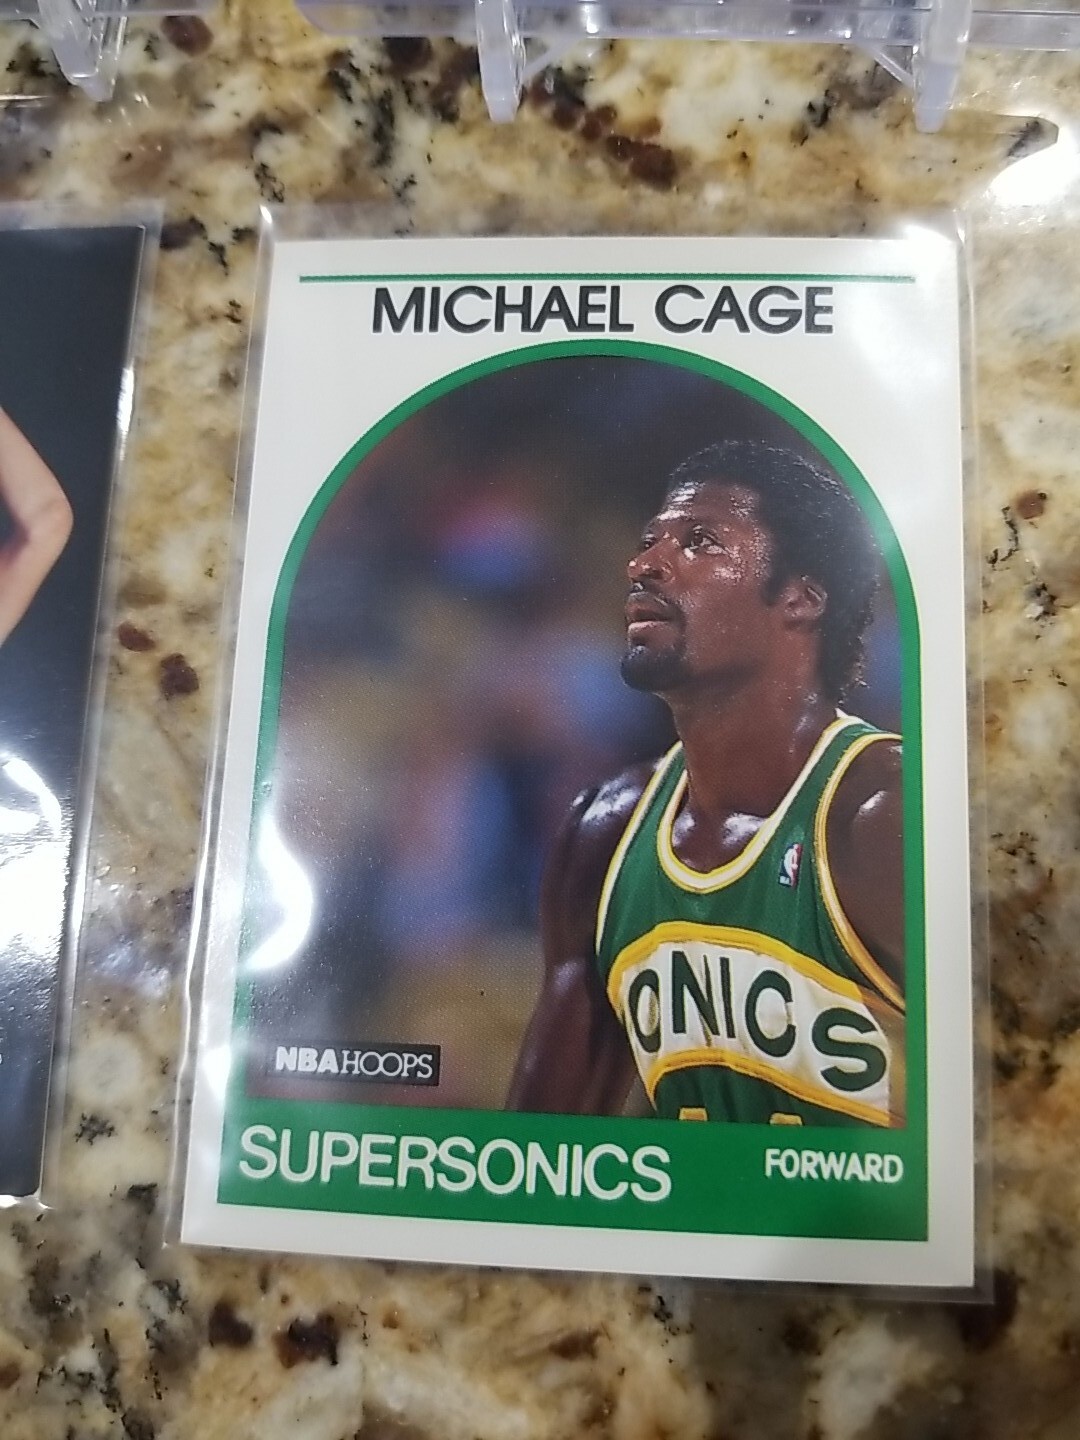 MICHAEL CAGE
ONICS
NBA HOOPS
SUPERSONICS
FORWARD